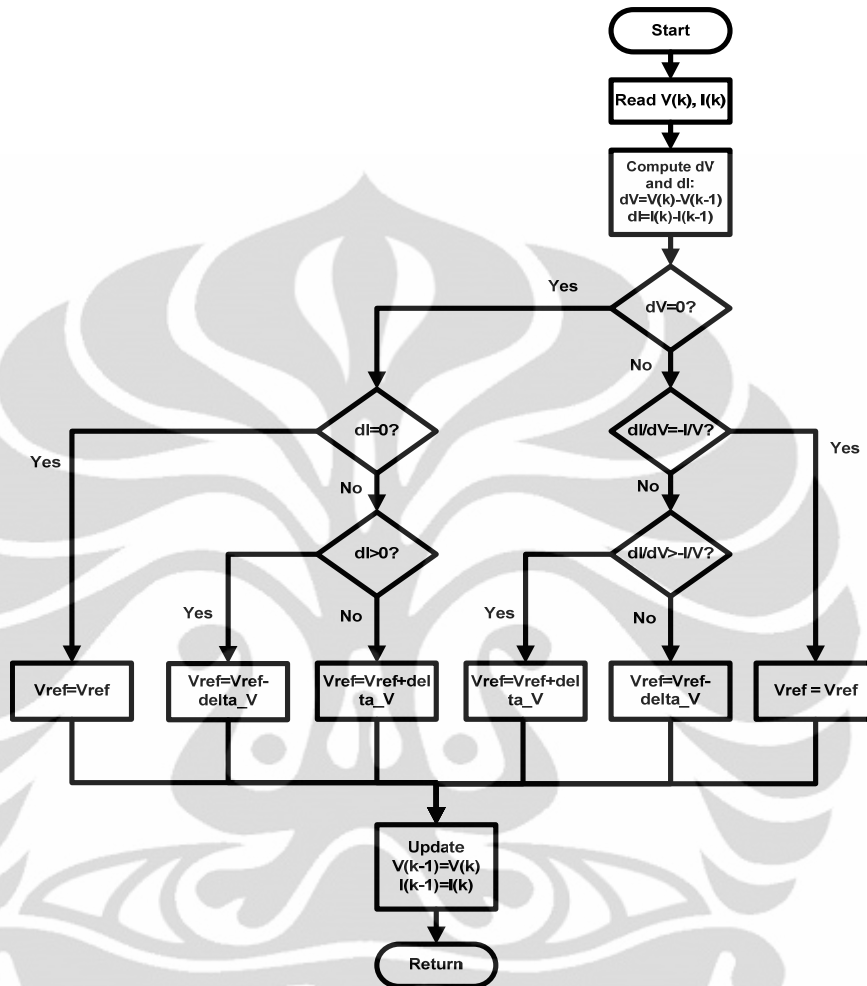 Start
Read V(k), I(k)
Compute dV
and dI:
dV=V(k)-V(k-1)
dI=I(k)-I(k-1)
Yes
dV=0?
No
dI=0?
dI/dV=-I/V?
Yes
Yes
No
No
dI>0?
dI/dV>-I/V?
Yes
Yes
No
No
Vref=Vref
Vref=Vref-
delta_V
Vref=Vref+del
ta_V
Vref=Vref+del
ta_V
Vref=Vref-
delta_V
Vref = Vref
Update
V(k-1)=V(k)
I(k-1)=I(k)
Return